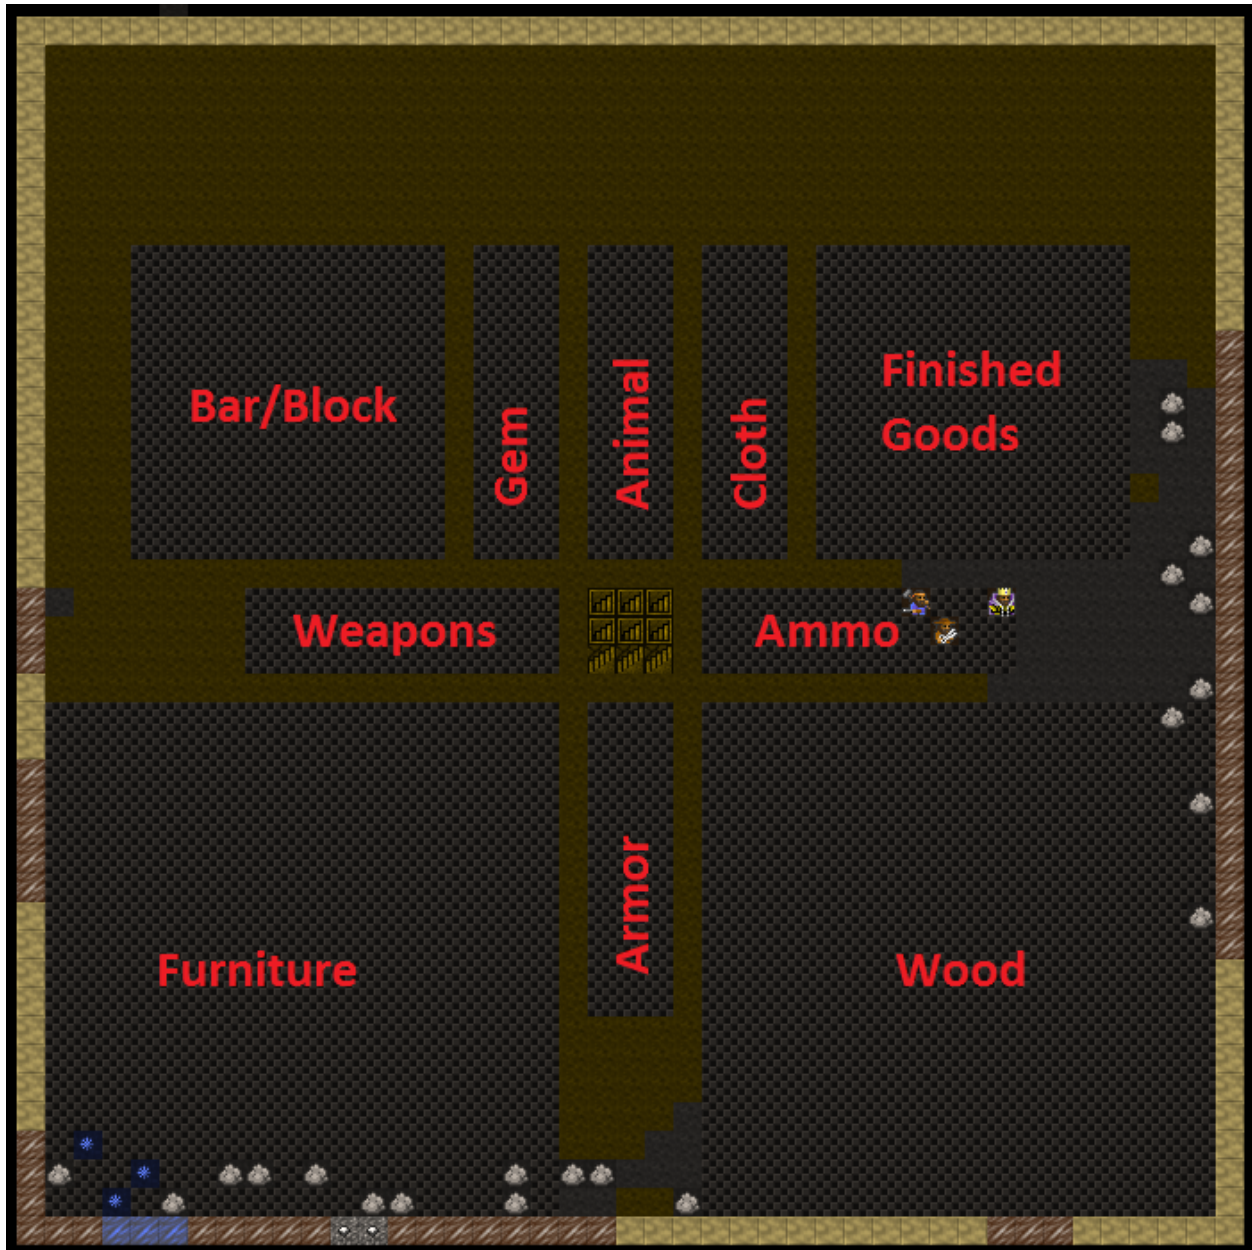 Bar/Block
Gem
Animal
Cloth
Finished
Goods
Weapons
Ammo
Furniture
Armor
Wood